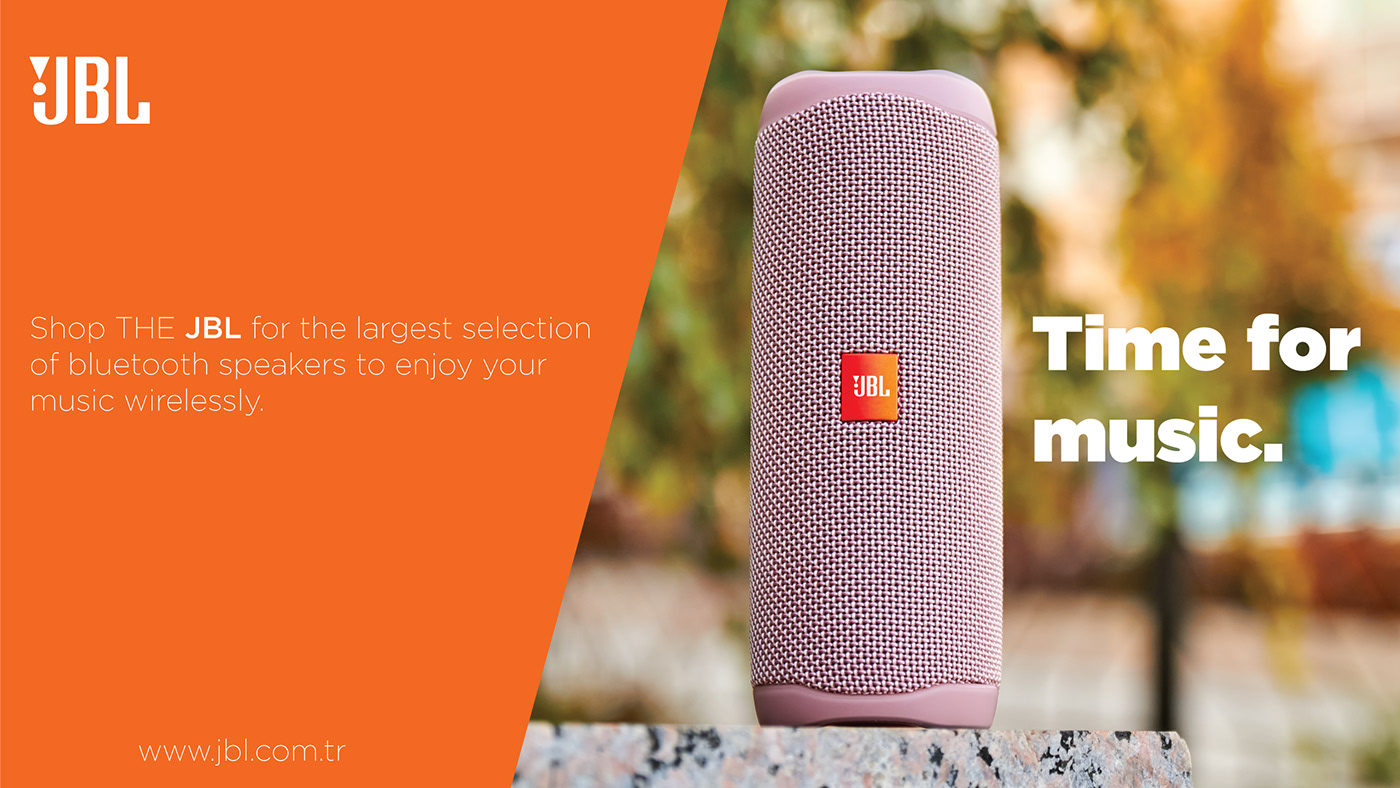 JBL
Shop THE JBL for the largest selection
of bluetooth speakers to enjoy your
music wirelessly.
www.jbl.com.tr
JBL
Time for
music.